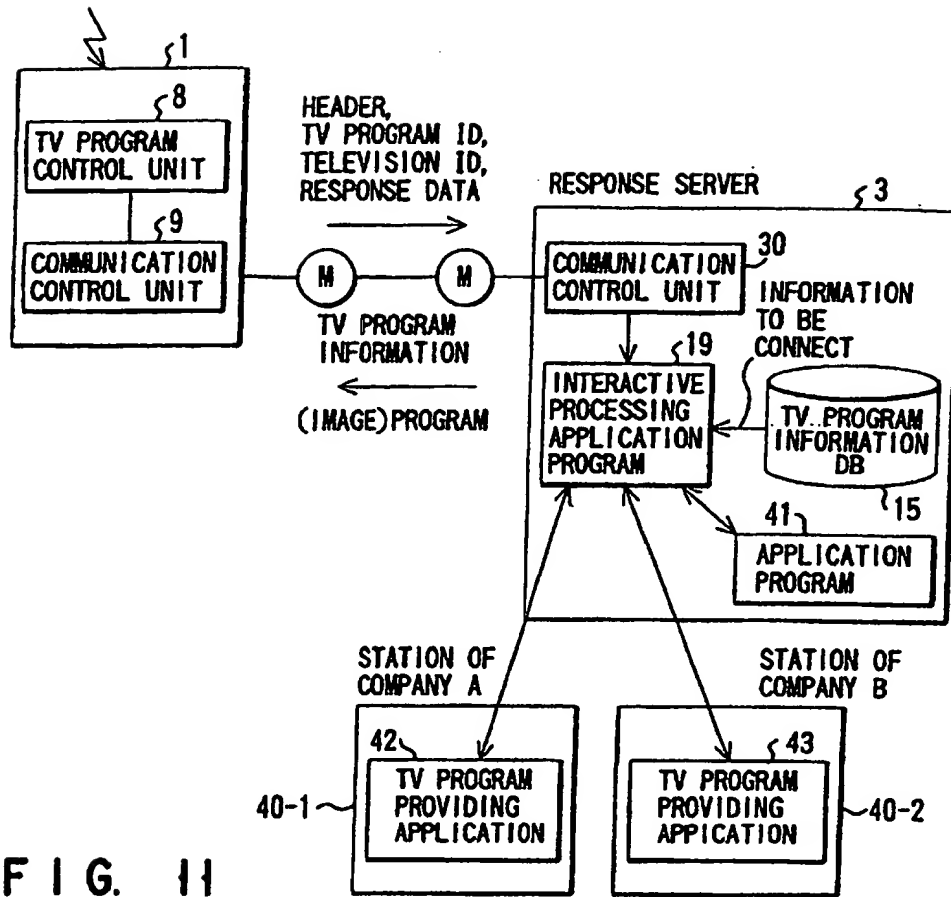 1
8
TV PROGRAM
CONTROL UNIT
9
COMMUNICATION
CONTROL UNIT
HEADER,
TV PROGRAM ID,
TELEVISION ID,
RESPONSE DATA
M
M
TV PROGRAM
INFORMATION
(IMAGE)PROGRAM
RESPONSE SERVER
3
COMMUNICATION
CONTROL UNIT
30
INFORMATION
TO BE
CONNECT
19
INTERACTIVE
PROCESSING
APPLICATION
PROGRAM
TV PROGRAM
INFORMATION
DB
15
41
APPLICATION
PROGRAM
STATION OF
COMPANY A
42
TV PROGRAM
PROVIDING
APPLICATION
40-1
STATION OF
COMPANY B
43
TV PROGRAM
PROVIDING
APPICATION
40-2
FIG. 11